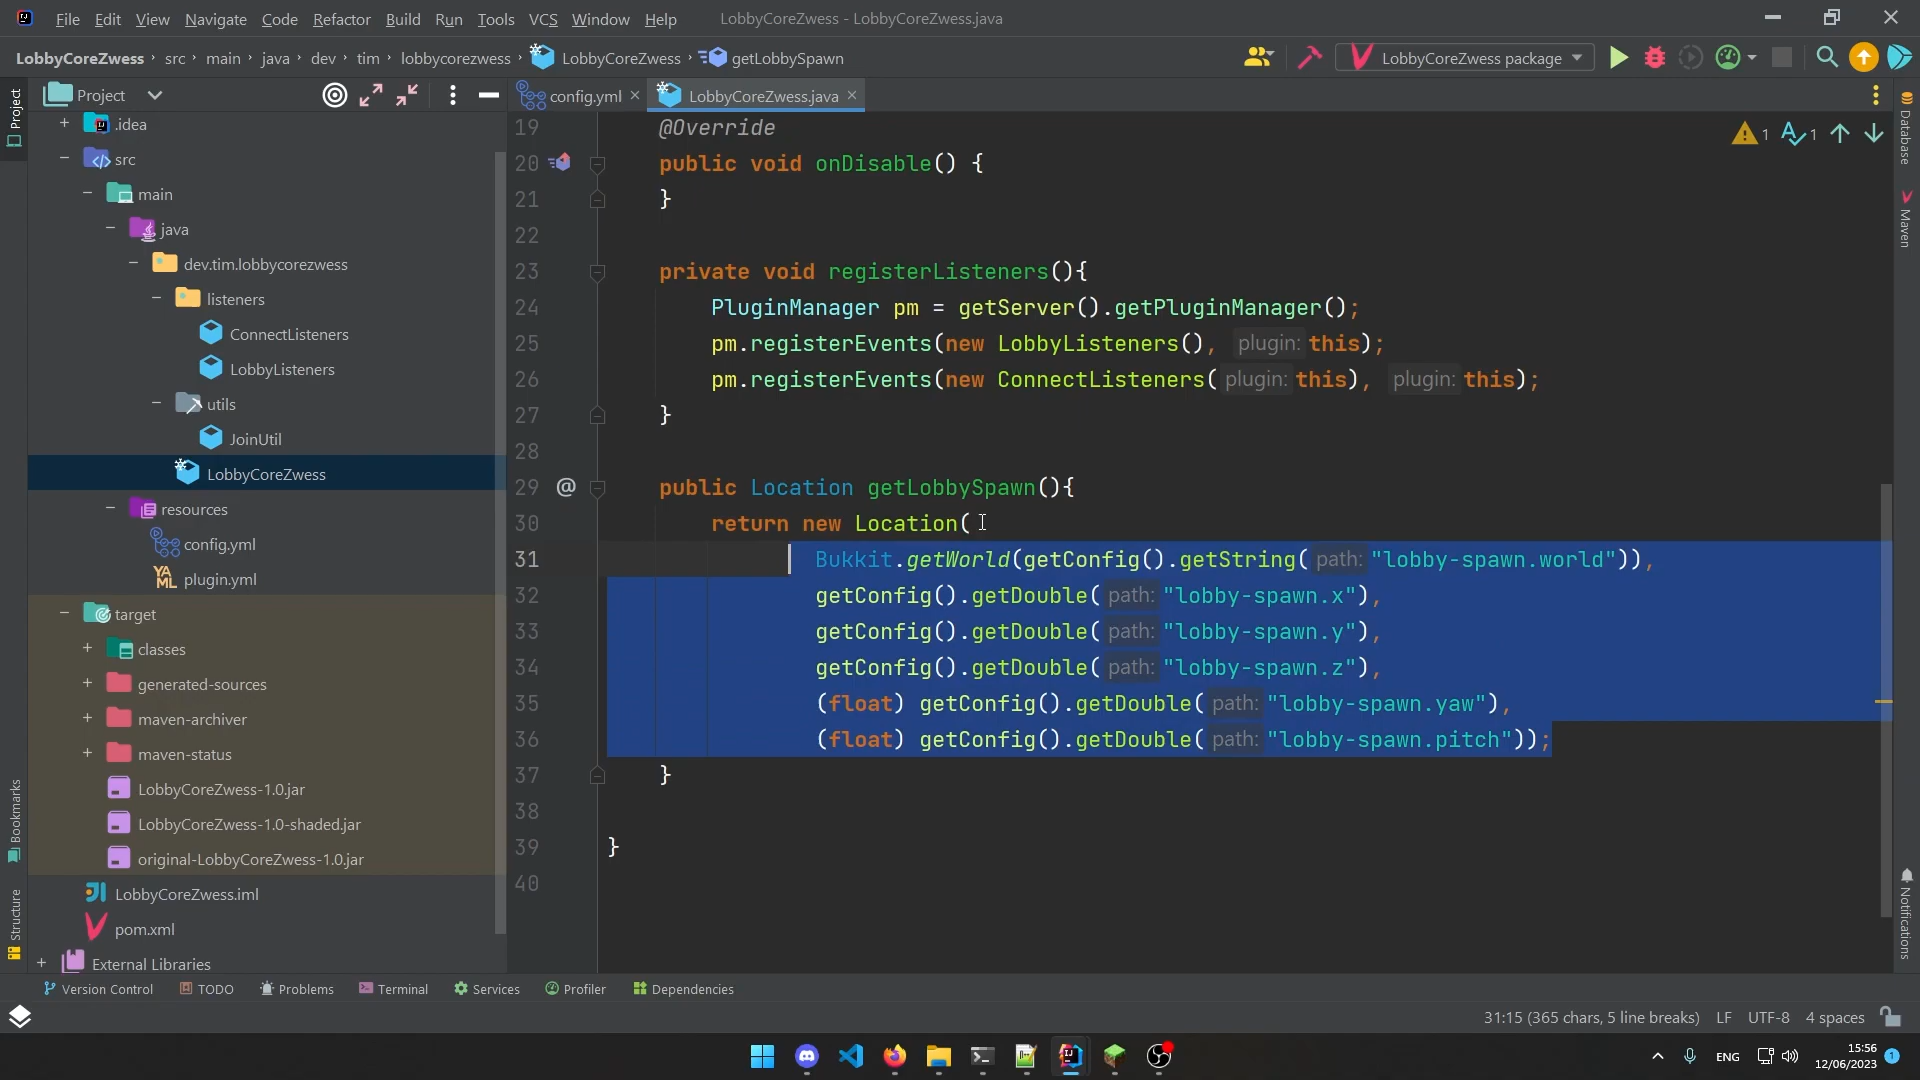 File Edit View Navigate Code Refactor Build Run Tools VCS Window Help LobbyCoreZwess - LobbyCoreZwess.java
LobbyCoreZwess › src › main › java › dev › tim › lobbycorezwess › LobbyCoreZwess › getLobbySpawn
LobbyCoreZwess package
Project
config.yml
LobbyCoreZwess.java
Project
.idea
src
main
java
dev.tim.lobbycorezwess
listeners
ConnectListeners
LobbyListeners
utils
JoinUtil
LobbyCoreZwess
resources
config.yml
plugin.yml
target
classes
generated-sources
maven-archiver
maven-status
LobbyCoreZwess-1.0.jar
LobbyCoreZwess-1.0-shaded.jar
original-LobbyCoreZwess-1.0.jar
LobbyCoreZwess.iml
pom.xml
External Libraries
Bookmarks
Structure
19 @Override
20 public void onDisable() {
21 }
22
23 private void registerListeners(){
24 PluginManager pm = getServer().getPluginManager();
25 pm.registerEvents(new LobbyListeners(), plugin: this);
26 pm.registerEvents(new ConnectListeners( plugin: this), plugin: this);
27 }
28
29 @ public Location getLobbySpawn(){
30 return new Location(
31 Bukkit.getWorld(getConfig().getString( path: "lobby-spawn.world")),
32 getConfig().getDouble( path: "lobby-spawn.x"),
33 getConfig().getDouble( path: "lobby-spawn.y"),
34 getConfig().getDouble( path: "lobby-spawn.z"),
35 (float) getConfig().getDouble( path: "lobby-spawn.yaw"),
36 (float) getConfig().getDouble( path: "lobby-spawn.pitch"));
37 }
38
39 }
40
1 1
Database
Maven
Notifications
Version Control TODO Problems Terminal Services Profiler Dependencies
31:15 (365 chars, 5 line breaks) LF UTF-8 4 spaces
ENG
15:56
12/06/2023
1